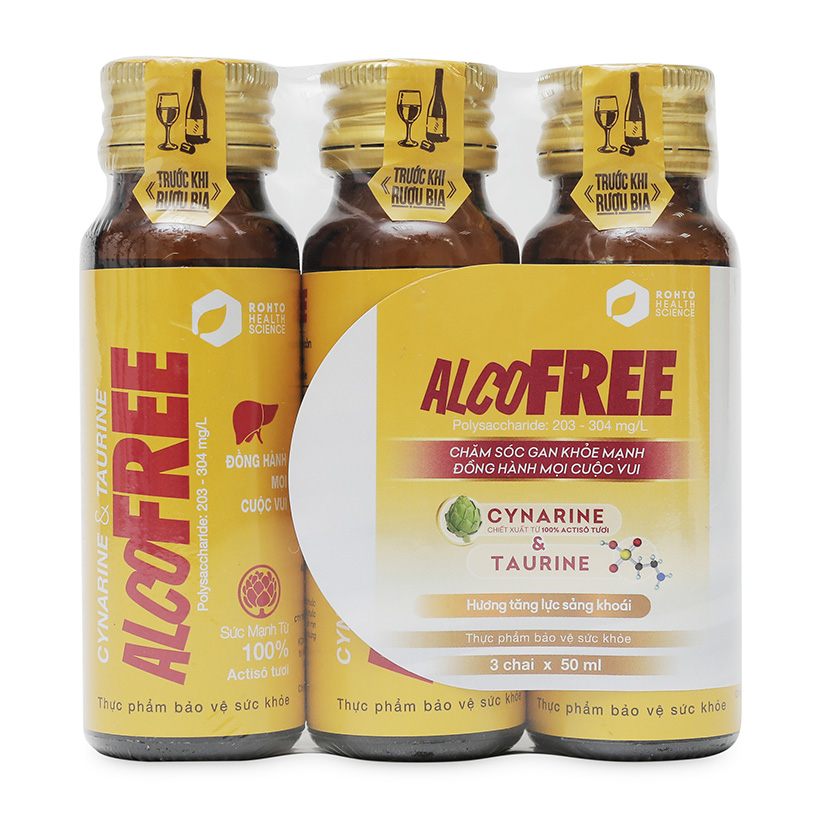 TRƯỚC KHI
RƯỢU BIA
TRƯỚC KHI
RƯỢU BIA
TRƯỚC KHI
RƯỢU BIA
ROHTO
HEALTH
SCIENCE
CYNARINE & TAURINE
ALCOFREE
Polysaccharide: 203 - 304 mg/L
ĐỒNG HÀNH
MỌI
CUỘC VUI
Sức Mạnh Từ
100%
Actisô tươi
Thực phẩm bảo vệ sức khỏe
ROHTO
HEALTH
SCIENCE
ALCOFREE
Polysaccharide: 203 - 304 mg/L
CHĂM SÓC GAN KHỎE MẠNH
ĐỒNG HÀNH MỌI CUỘC VUI
CYNARINE
CHIẾT XUẤT TỪ 100% ACTISÔ TƯƠI
&
TAURINE
Hương tăng lực sảng khoái
Thực phẩm bảo vệ sức khỏe
3 chai x 50 ml
Thực phẩm bảo vệ sức khỏe
Thực phẩm bảo vệ sức khỏe